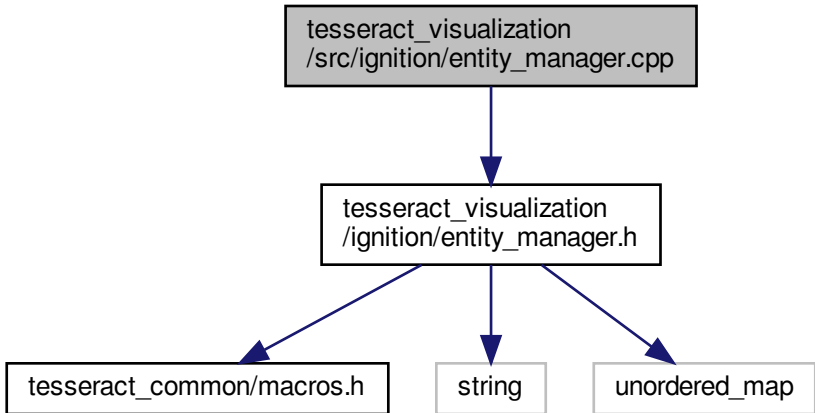 tesseract_visualization
/src/ignition/entity_manager.cpp
tesseract_visualization
/ignition/entity_manager.h
tesseract_common/macros.h
string
unordered_map